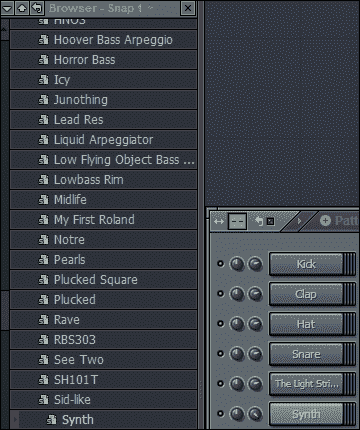 Browser - Snap 1
HNO3
Hoover Bass Arpeggio
Horror Bass
Icy
Junothing
Lead Res
Liquid Arpeggiator
Low Flying Object Bass ...
Lowbass Rim
Midlife
My First Roland
Notre
Pearls
Plucked Square
Plucked
Rave
RBS303
See Two
SH101T
Sid-like
Synth
Patt
Kick
Clap
Hat
Snare
The Light Stri...
Synth